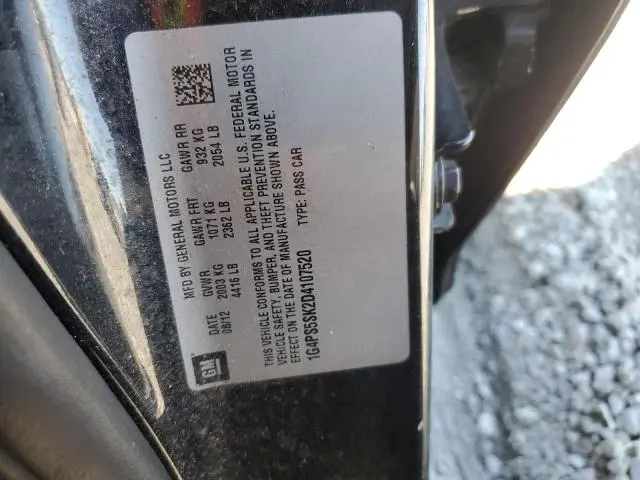 GM
MFD BY GENERAL MOTORS LLC
DATE GVWR GAWR FRT GAWR RR
08/12 2003 KG 1071 KG 932 KG
4416 LB 2362 LB 2054 LB
THIS VEHICLE CONFORMS TO ALL APPLICABLE U.S. FEDERAL MOTOR
VEHICLE SAFETY, BUMPER, AND THEFT PREVENTION STANDARDS IN
EFFECT ON THE DATE OF MANUFACTURE SHOWN ABOVE.
1G4PS5SK2D4107520 TYPE: PASS CAR